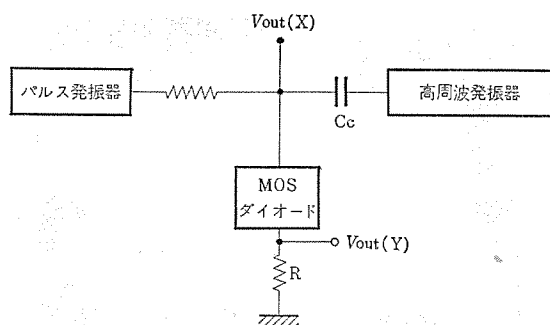 Vout(X)
パルス発振器
Cc
高周波発振器
MOS
ダイオード
Vout(Y)
R